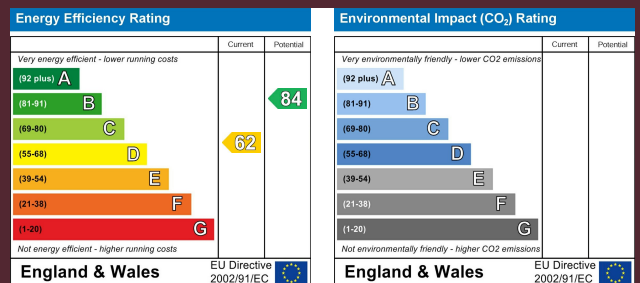 Energy Efficiency Rating
Current Potential
Very energy efficient - lower running costs
(92 plus) A
(81-91) B
84
(69-80) C
62
(55-68) D
(39-54) E
(21-38) F
(1-20) G
Not energy efficient - higher running costs
England & Wales
EU Directive
2002/91/EC
Environmental Impact (CO₂) Rating
Current Potential
Very environmentally friendly - lower CO2 emissions
(92 plus) A
(81-91) B
(69-80) C
(55-68) D
(39-54) E
(21-38) F
(1-20) G
Not environmentally friendly - higher CO2 emissions
England & Wales
EU Directive
2002/91/EC